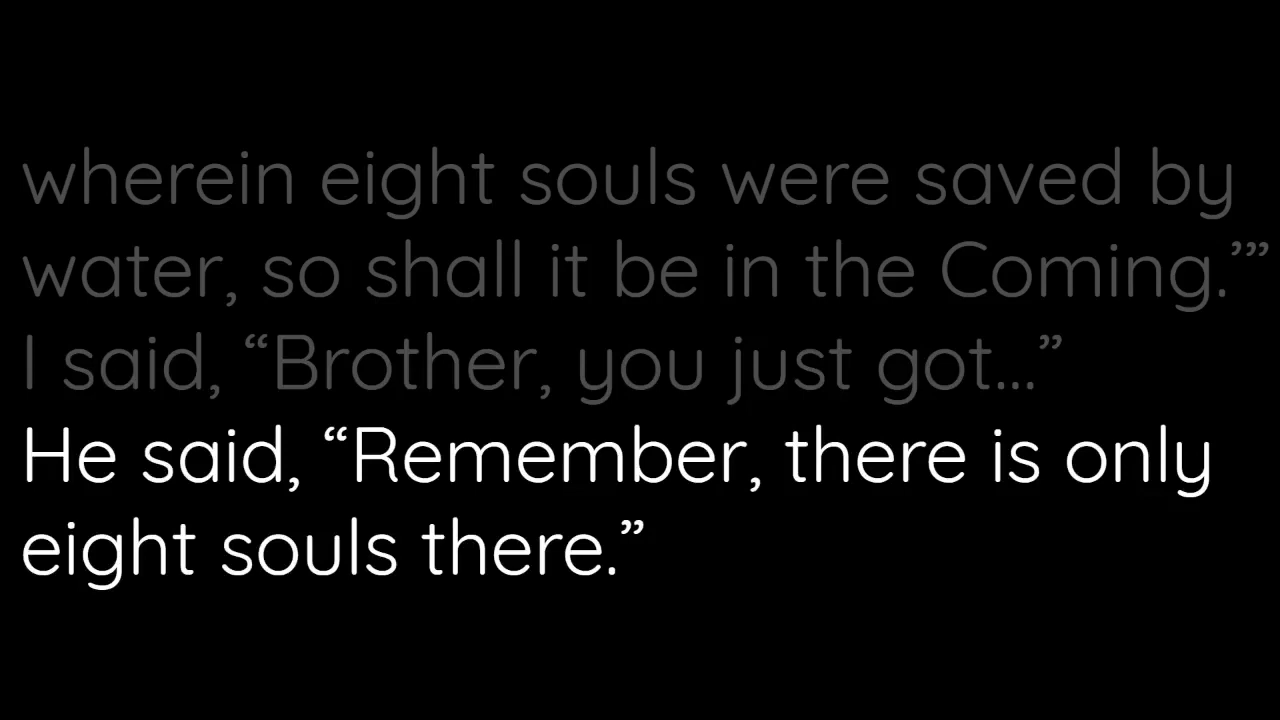 wherein eight souls were saved by
water, so shall it be in the Coming.’”
I said, “Brother, you just got…”
He said, “Remember, there is only
eight souls there.”